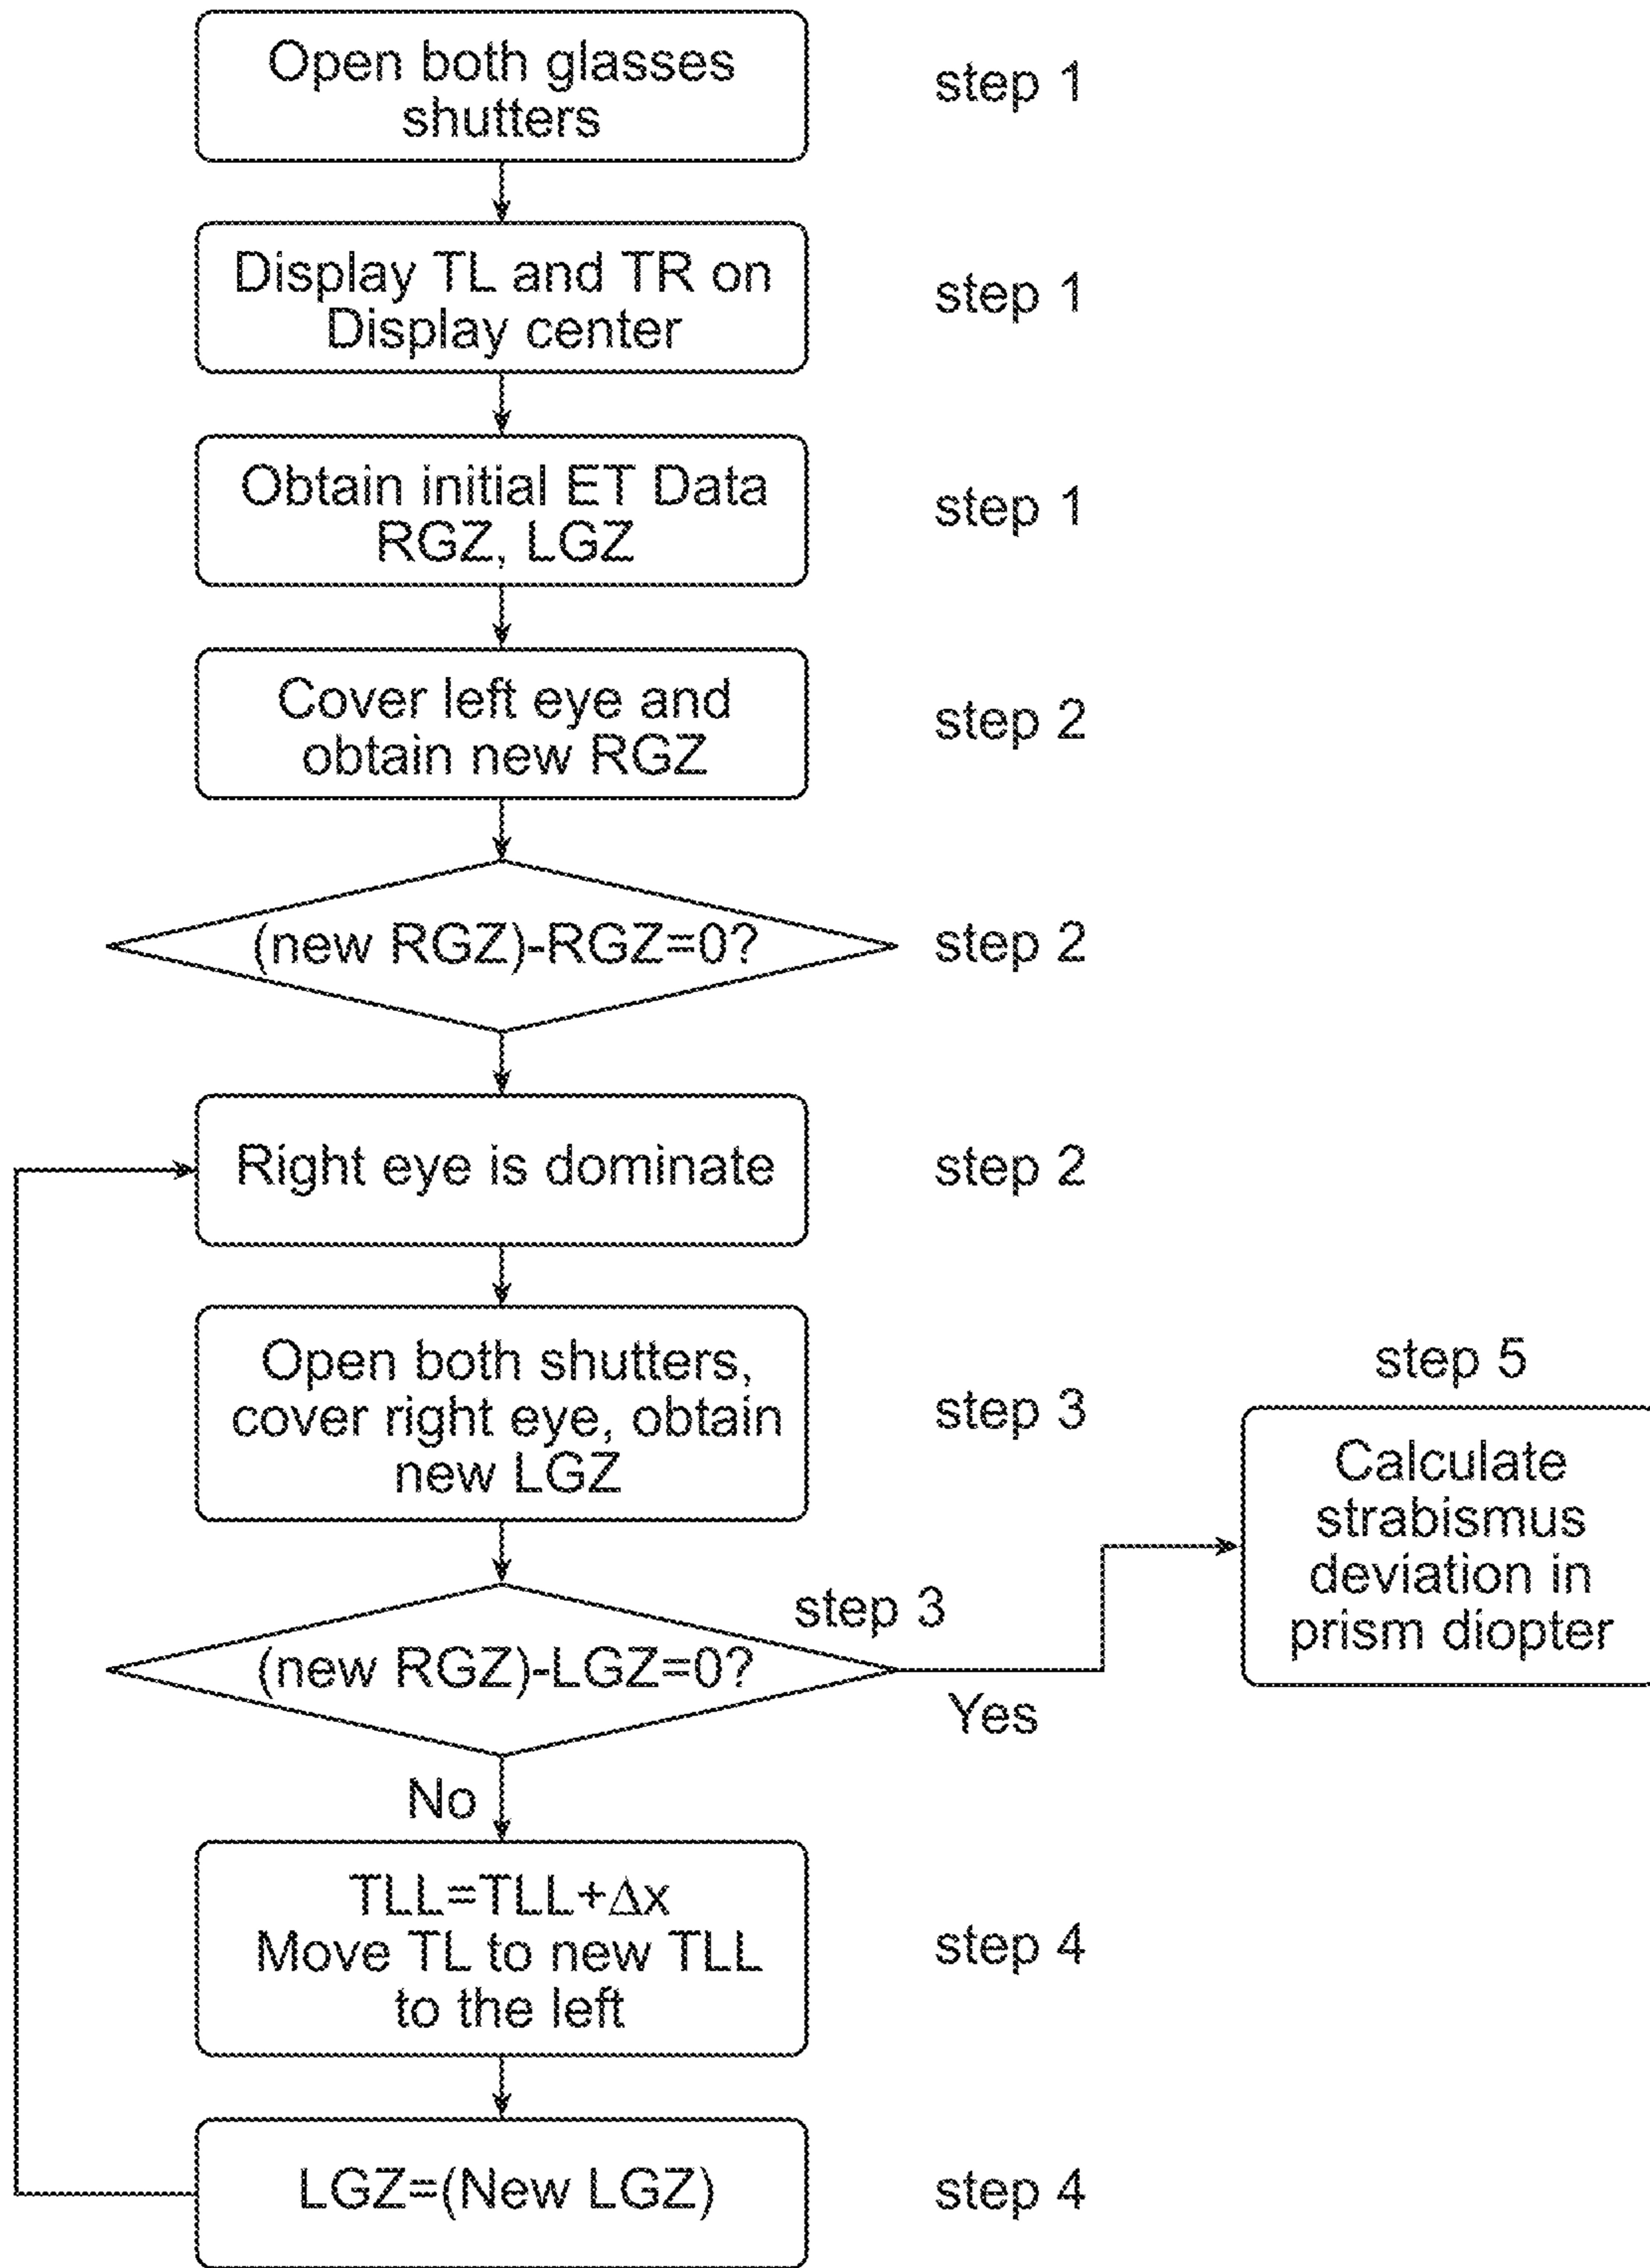 Open both glasses
shutters
step 1
Display TL and TR on
Display center
step 1
Obtain initial ET Data
RGZ, LGZ
step 1
Cover left eye and
obtain new RGZ
step 2
(new RGZ)-RGZ=0?
step 2
Right eye is dominate
step 2
Open both shutters,
cover right eye, obtain
new LGZ
step 3
(new RGZ)-LGZ=0?
step 3
Yes
No
step 5
Calculate
strabismus
deviation in
prism diopter
TLL=TLL+Δx
Move TL to new TLL
to the left
step 4
LGZ=(New LGZ)
step 4